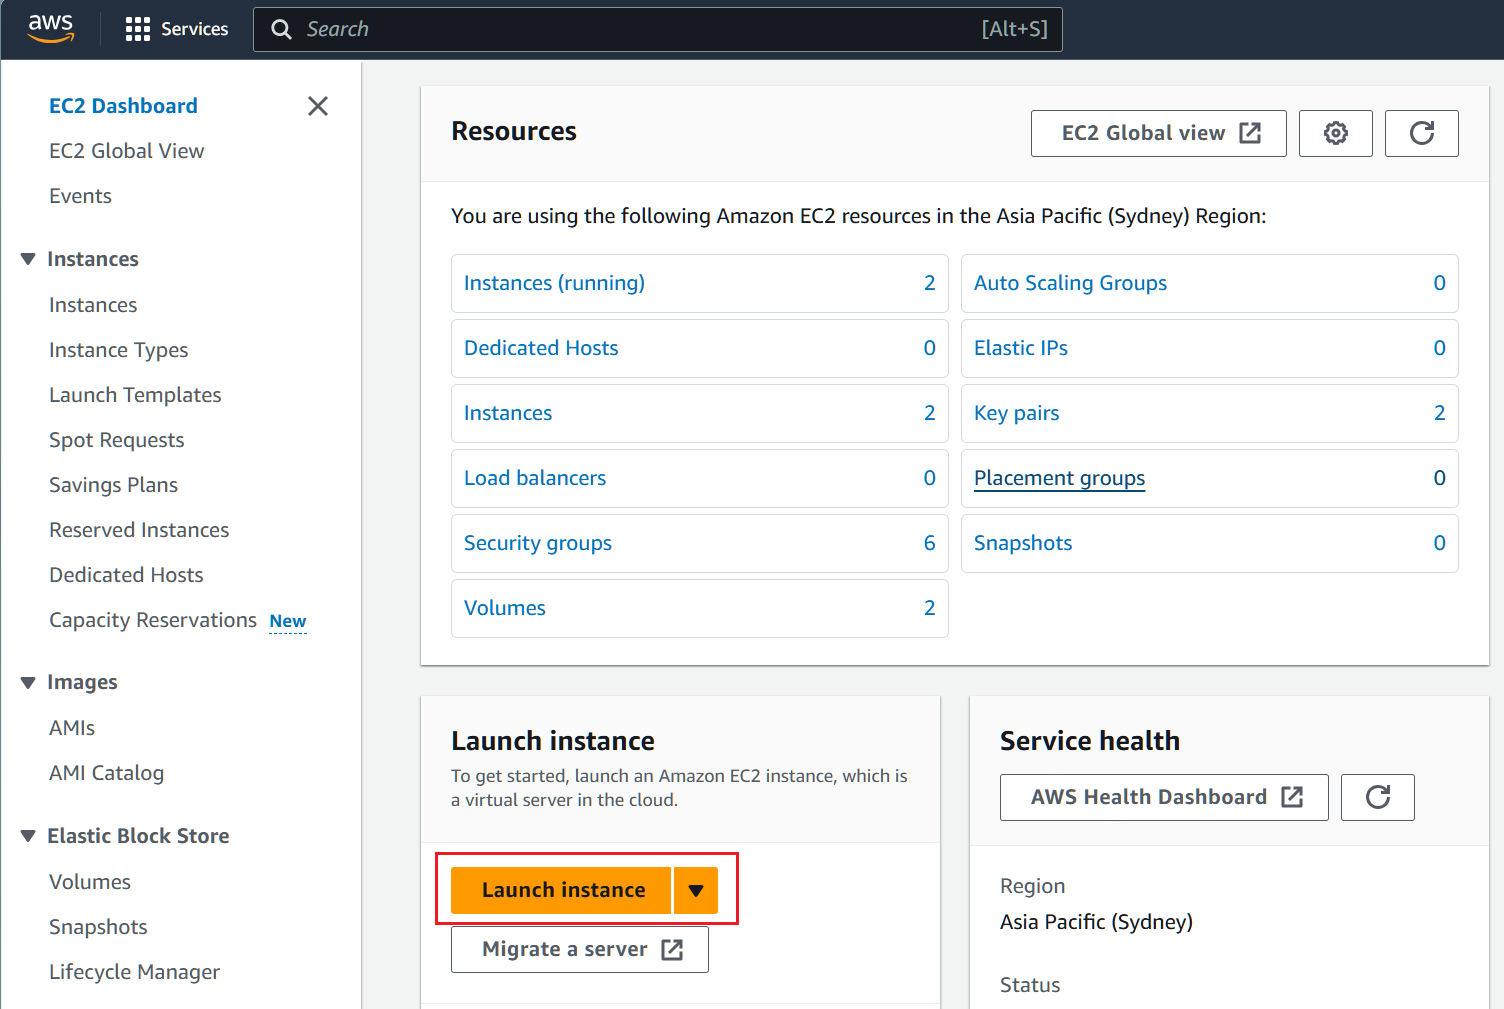 aws
Services
Search
[Alt+S]
EC2 Dashboard
EC2 Global View
Events
Instances
Instances
Instance Types
Launch Templates
Spot Requests
Savings Plans
Reserved Instances
Dedicated Hosts
Capacity Reservations New
Images
AMIs
AMI Catalog
Elastic Block Store
Volumes
Snapshots
Lifecycle Manager
Resources
EC2 Global view
You are using the following Amazon EC2 resources in the Asia Pacific (Sydney) Region:
Instances (running) 2
Auto Scaling Groups 0
Dedicated Hosts 0
Elastic IPs 0
Instances 2
Key pairs 2
Load balancers 0
Placement groups 0
Security groups 6
Snapshots 0
Volumes 2
Launch instance
To get started, launch an Amazon EC2 instance, which is
a virtual server in the cloud.
Launch instance
Migrate a server
Service health
AWS Health Dashboard
Region
Asia Pacific (Sydney)
Status